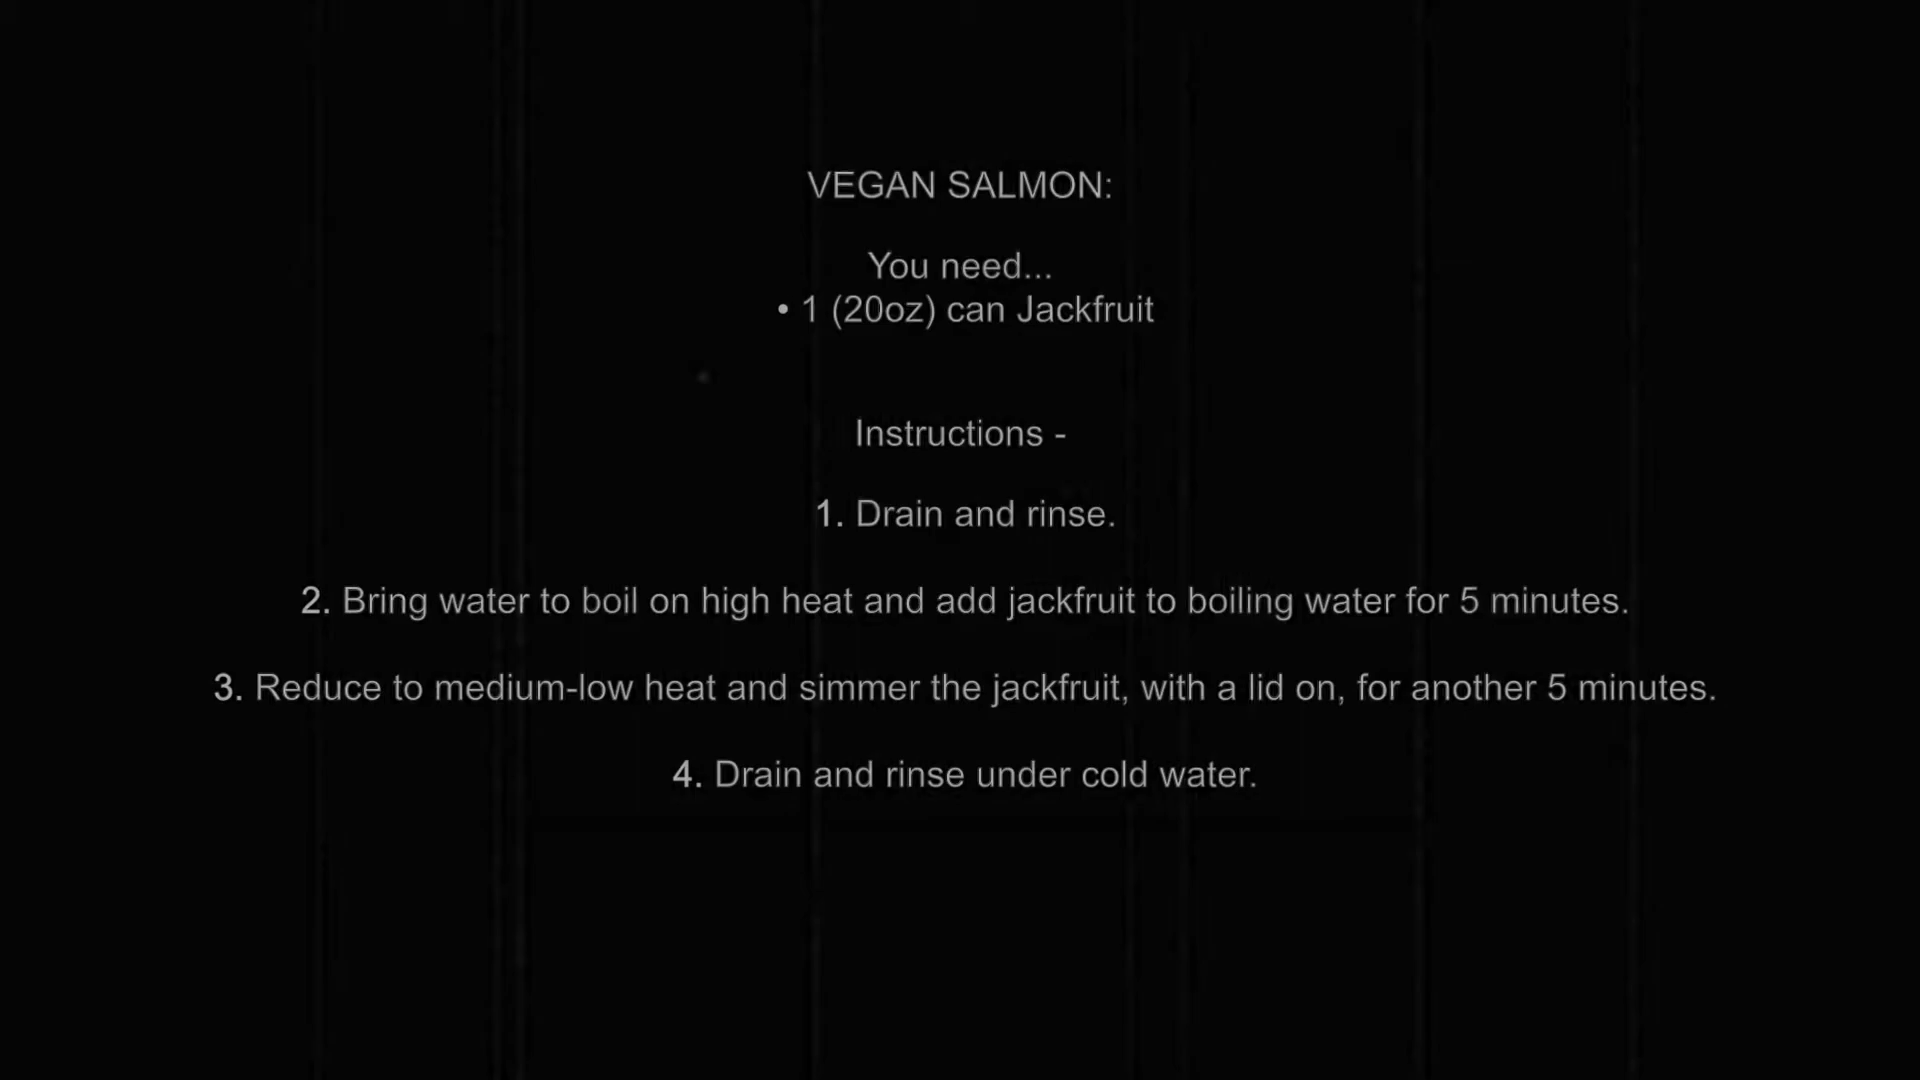 VEGAN SALMON:
You need...
• 1 (20oz) can Jackfruit
Instructions -
1. Drain and rinse.
2. Bring water to boil on high heat and add jackfruit to boiling water for 5 minutes.
3. Reduce to medium-low heat and simmer the jackfruit, with a lid on, for another 5 minutes.
4. Drain and rinse under cold water.